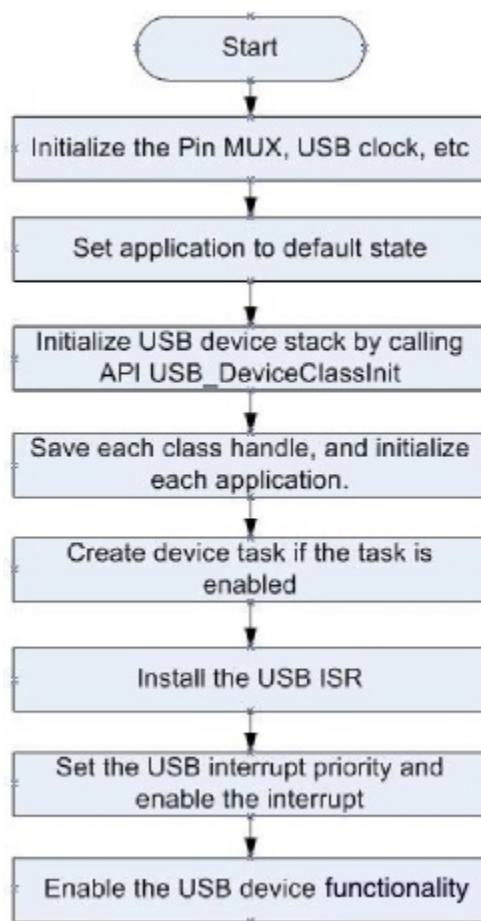 Start
Initialize the Pin MUX, USB clock, etc
Set application to default state
Initialize USB device stack by calling
API USB_DeviceClassInit
Save each class handle, and initialize
each application.
Create device task if the task is
enabled
Install the USB ISR
Set the USB interrupt priority and
enable the interrupt
Enable the USB device functionality